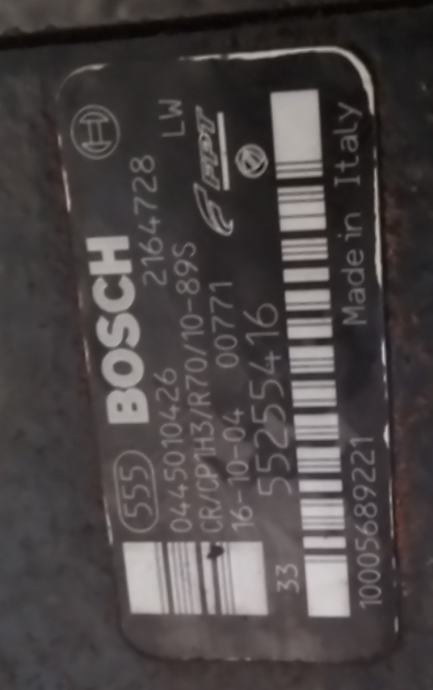 555 BOSCH
0445010426 2164728
CR/CP1H3/R70/10-89S LW
16-10-04 00771 FPT
55255416
33
10005689221 Made in Italy